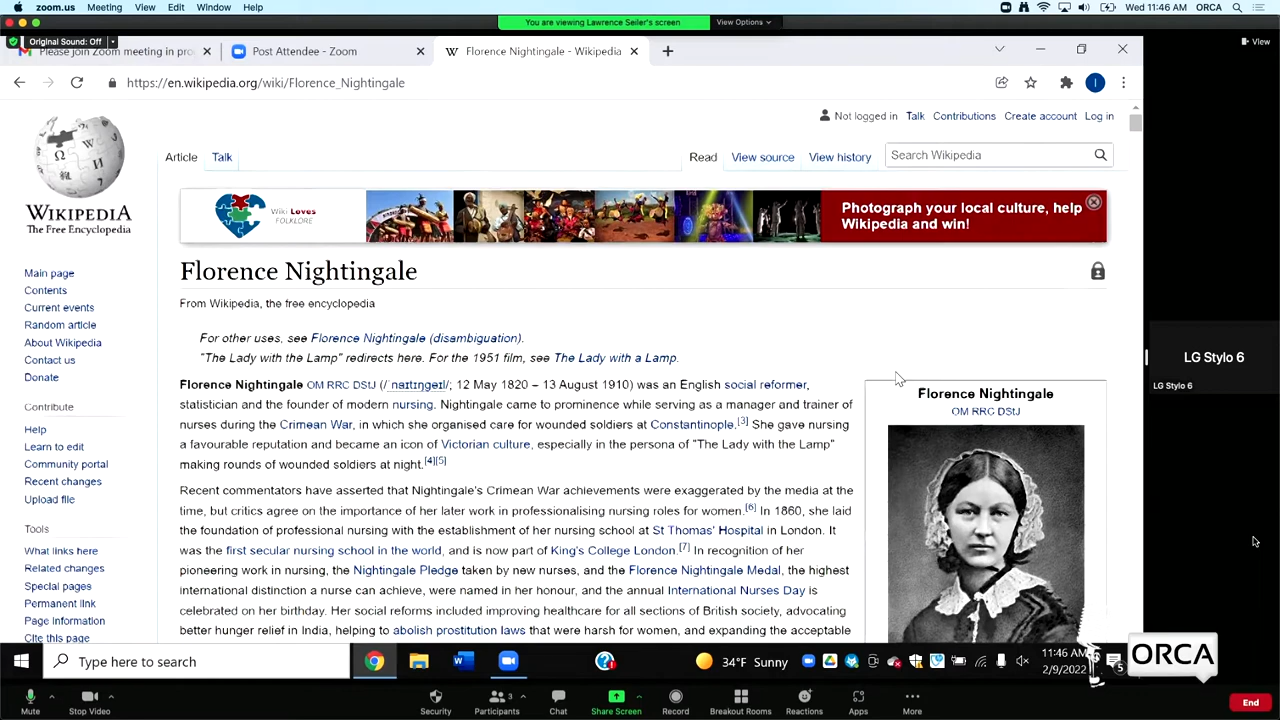 zoom.us Meeting View Edit Window Help
Wed 11:46 AM ORCA
You are viewing Lawrence Seiler's screen View Options
Original Sound: Off
View
Please join Zoom meeting in pro
Post Attendee - Zoom
Florence Nightingale - Wikipedia
https://en.wikipedia.org/wiki/Florence_Nightingale
Not logged in Talk Contributions Create account Log in
Article Talk Read View source View history Search Wikipedia
WIKIPEDIA
The Free Encyclopedia
Wiki Loves
FOLKLORE
Photograph your local culture, help
Wikipedia and win!
Main page
Contents
Current events
Random article
About Wikipedia
Contact us
Donate
Contribute
Help
Learn to edit
Community portal
Recent changes
Upload file
Tools
What links here
Related changes
Special pages
Permanent link
Page information
Cite this page
Florence Nightingale
From Wikipedia, the free encyclopedia
For other uses, see Florence Nightingale (disambiguation).
"The Lady with the Lamp" redirects here. For the 1951 film, see The Lady with a Lamp.
Florence Nightingale OM RRC DStJ (/ˈnaɪtɪŋɡeɪl/; 12 May 1820 – 13 August 1910) was an English social reformer,
statistician and the founder of modern nursing. Nightingale came to prominence while serving as a manager and trainer of
nurses during the Crimean War, in which she organised care for wounded soldiers at Constantinople.[3] She gave nursing
a favourable reputation and became an icon of Victorian culture, especially in the persona of "The Lady with the Lamp"
making rounds of wounded soldiers at night.[4][5]
Recent commentators have asserted that Nightingale's Crimean War achievements were exaggerated by the media at the
time, but critics agree on the importance of her later work in professionalising nursing roles for women.[6] In 1860, she laid
the foundation of professional nursing with the establishment of her nursing school at St Thomas' Hospital in London. It
was the first secular nursing school in the world, and is now part of King's College London.[7] In recognition of her
pioneering work in nursing, the Nightingale Pledge taken by new nurses, and the Florence Nightingale Medal, the highest
international distinction a nurse can achieve, were named in her honour, and the annual International Nurses Day is
celebrated on her birthday. Her social reforms included improving healthcare for all sections of British society, advocating
better hunger relief in India, helping to abolish prostitution laws that were harsh for women, and expanding the acceptable
Florence Nightingale
OM RRC DStJ
LG Stylo 6
LG Stylo 6
Type here to search
34°F Sunny
11:46 AM
2/9/2022
5
ORCA
Mute
Stop Video
Security
Participants 3
Chat
Share Screen
Record
Breakout Rooms
Reactions
Apps
More
End